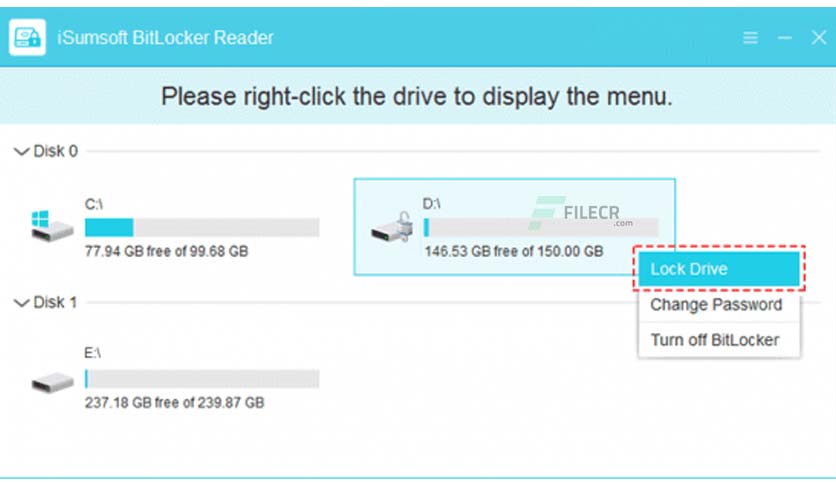 iSumsoft BitLocker Reader
Please right-click the drive to display the menu.
Disk 0
C:\
77.94 GB free of 99.68 GB
D:\
FILECR
.com
146.53 GB free of 150.00 GB
Lock Drive
Change Password
Turn off BitLocker
Disk 1
E:\
237.18 GB free of 239.87 GB